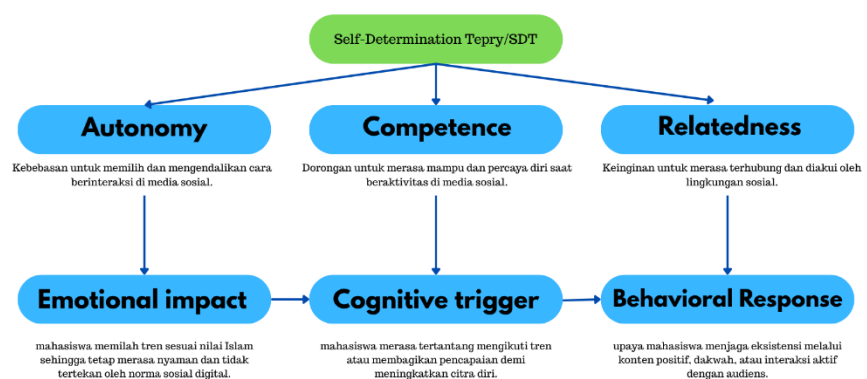 Self-Determination Tepry/SDT
Autonomy
Kebebasan untuk memilih dan mengendalikan cara
berinteraksi di media sosial.
Competence
Dorongan untuk merasa mampu dan percaya diri saat
beraktivitas di media sosial.
Relatedness
Keinginan untuk merasa terhubung dan diakui oleh
lingkungan sosial.
Emotional impact
mahasiswa memilah tren sesuai nilai Islam
sehingga tetap merasa nyaman dan tidak
tertekan oleh norma sosial digital.
Cognitive trigger
mahasiswa merasa tertantang mengikuti tren
atau membagikan pencapaian demi
meningkatkan citra diri.
Behavioral Response
upaya mahasiswa menjaga eksistensi melalui
konten positif, dakwah, atau interaksi aktif
dengan audiens.